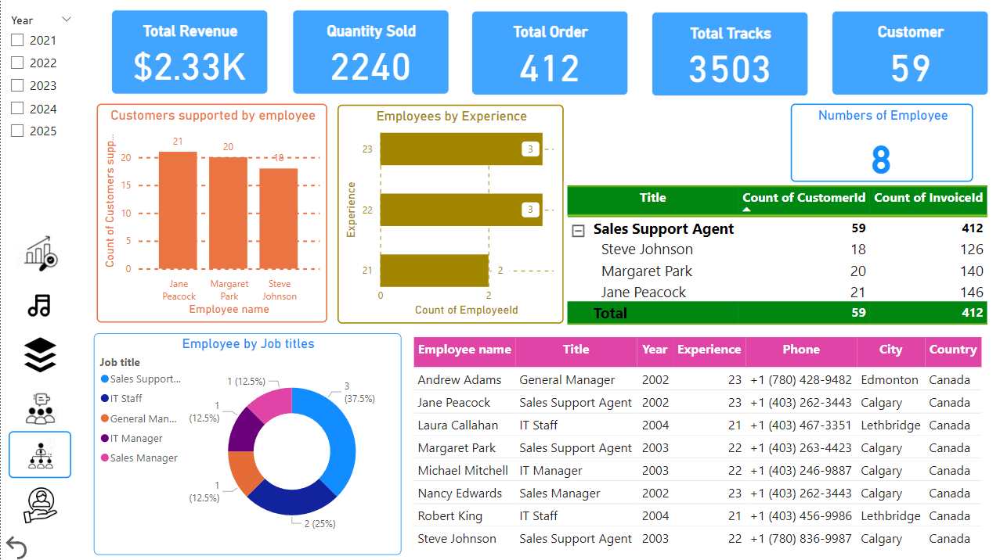 Year
2021
2022
2023
2024
2025
Total Revenue
$2.33K
Quantity Sold
2240
Total Order
412
Total Tracks
3503
Customer
59
Customers supported by employee
Count of Customers supp...
20
15
10
5
0
21
20
18
Jane Peacock
Margaret Park
Steve Johnson
Employee name
Employees by Experience
Experience
23
22
21
3
3
2
0
2
Count of EmployeeId
Numbers of Employee
8
Title Count of CustomerId Count of InvoiceId
Sales Support Agent 59 412
Steve Johnson 18 126
Margaret Park 20 140
Jane Peacock 21 146
Total 59 412
Employee by Job titles
Job title
Sales Support...
IT Staff
General Man...
IT Manager
Sales Manager
3 (37.5%)
2 (25%)
1 (12.5%)
1 (12.5%)
1 (12.5%)
Employee name Title Year Experience Phone City Country
Andrew Adams General Manager 2002 23 +1 (780) 428-9482 Edmonton Canada
Jane Peacock Sales Support Agent 2002 23 +1 (403) 262-3443 Calgary Canada
Laura Callahan IT Staff 2004 21 +1 (403) 467-3351 Lethbridge Canada
Margaret Park Sales Support Agent 2003 22 +1 (403) 263-4423 Calgary Canada
Michael Mitchell IT Manager 2003 22 +1 (403) 246-9887 Calgary Canada
Nancy Edwards Sales Manager 2002 23 +1 (403) 262-3443 Calgary Canada
Robert King IT Staff 2004 21 +1 (403) 456-9986 Lethbridge Canada
Steve Johnson Sales Support Agent 2003 22 +1 (780) 836-9987 Calgary Canada